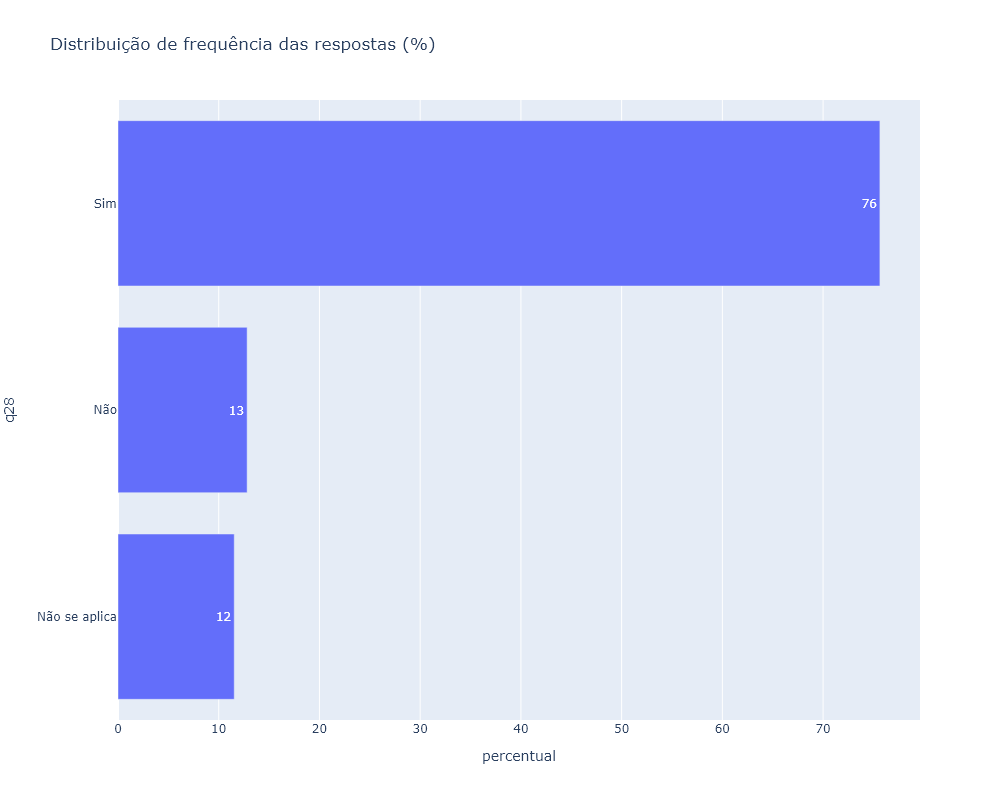 Distribuição de frequência das respostas (%)
Sim
76
Não
13
Não se aplica
12
q28
0 10 20 30 40 50 60 70
percentual